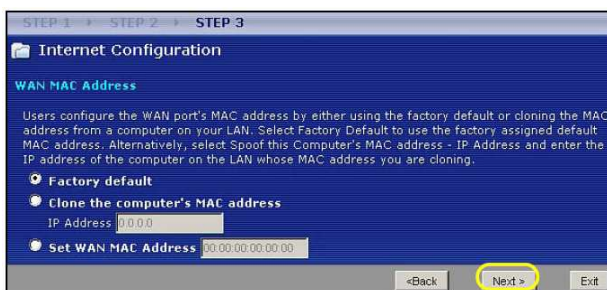 STEP 1 › STEP 2 › STEP 3
Internet Configuration
WAN MAC Address
Users configure the WAN port's MAC address by either using the factory default or cloning the MAC
address from a computer on your LAN. Select Factory Default to use the factory assigned default
MAC address. Alternatively, select Spoof this Computer's MAC address - IP Address and enter the
IP address of the computer on the LAN whose MAC address you are cloning.
Factory default
Clone the computer's MAC address
IP Address 0.0.0.0
Set WAN MAC Address 00:00:00:00:00:00
<Back Next > Exit